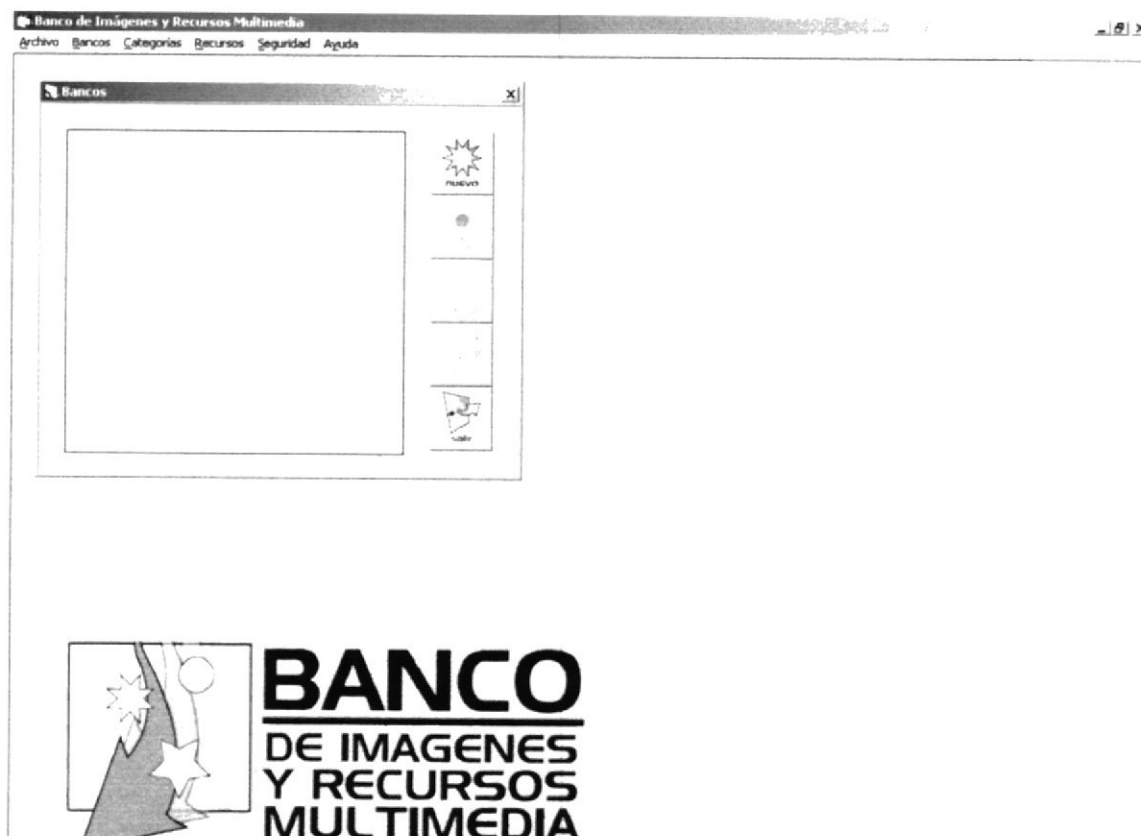 Banco de Imágenes y Recursos Multimedia
Archivo Bancos Categorías Recursos Seguridad Ayuda
Bancos
nuevo
salir
BANCO
DE IMAGENES
Y RECURSOS
MULTIMEDIA